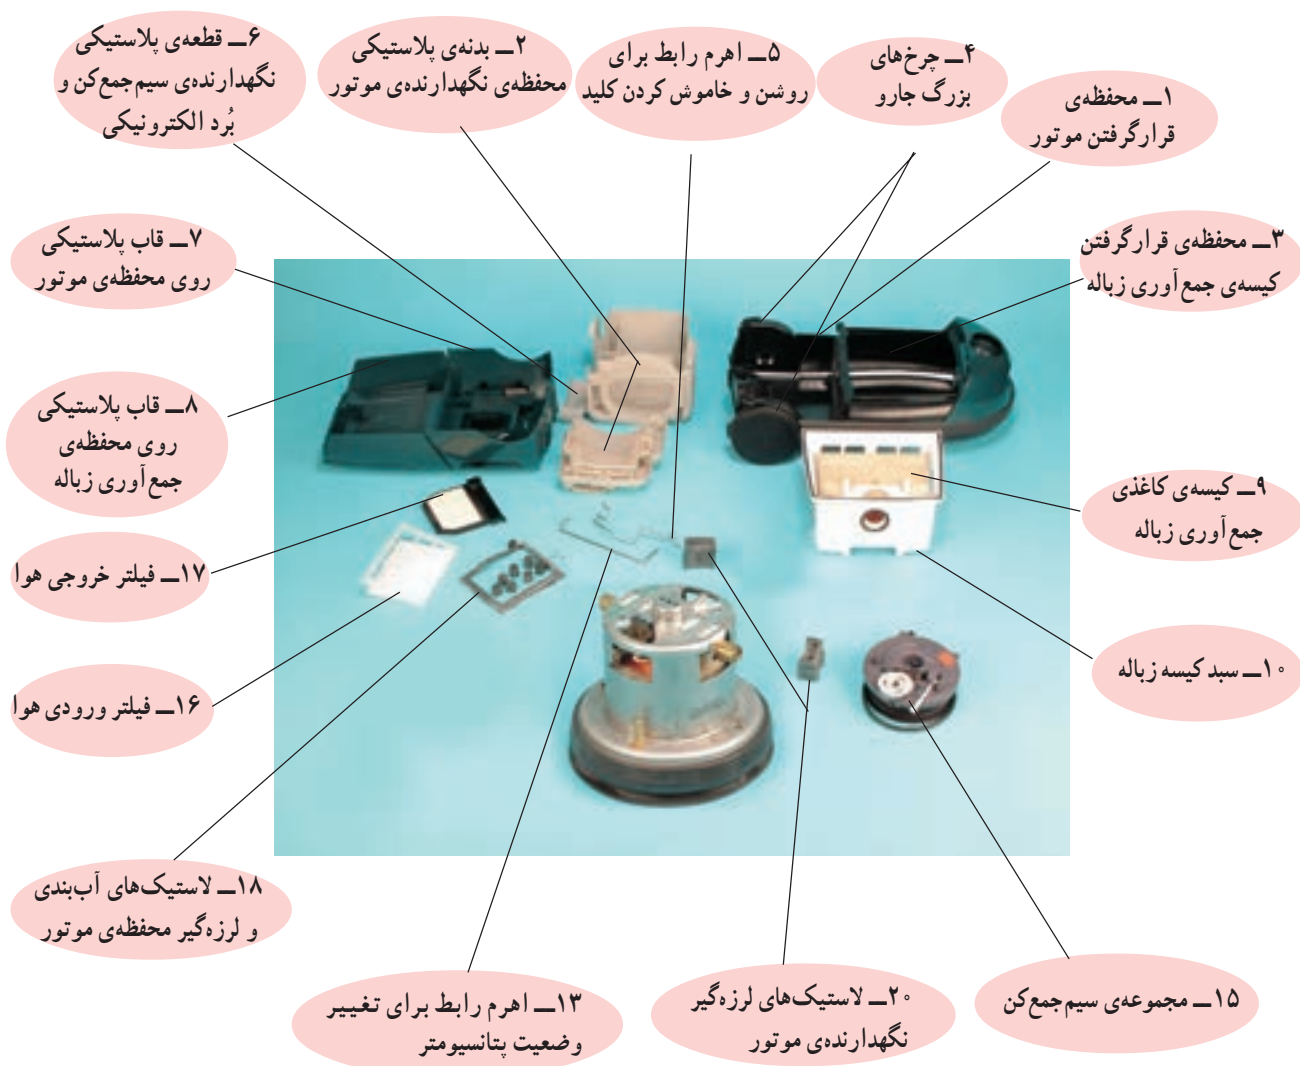 ۶ــ قطعه‌ی پلاستیکی
نگهدارنده‌ی سیم‌جمع‌کن و
بُرد الکترونیکی
۲ــ بدنه‌ی پلاستیکی
محفظه‌ی نگهدارنده‌ی موتور
۵ــ اهرم رابط برای
روشن و خاموش کردن کلید
۴ــ چرخ‌های
بزرگ جارو
۱ــ محفظه‌ی
قرارگرفتن موتور
۳ــ محفظه‌ی قرارگرفتن
کیسه‌ی جمع‌آوری زباله
۷ــ قاب پلاستیکی
روی محفظه‌ی موتور
۸ــ قاب پلاستیکی
روی محفظه‌ی
جمع‌آوری زباله
۹ــ کیسه‌ی کاغذی
جمع‌آوری زباله
۱۷ــ فیلتر خروجی هوا
۱۰ــ سبد کیسه زباله
۱۶ــ فیلتر ورودی هوا
۱۸ــ لاستیک‌های آب‌بندی
و لرزه‌گیر محفظه‌ی موتور
۱۳ــ اهرم رابط برای تغییر
وضعیت پتانسیومتر
۲۰ــ لاستیک‌های لرزه‌گیر
نگهدارنده‌ی موتور
۱۵ــ مجموعه‌ی سیم‌جمع‌کن